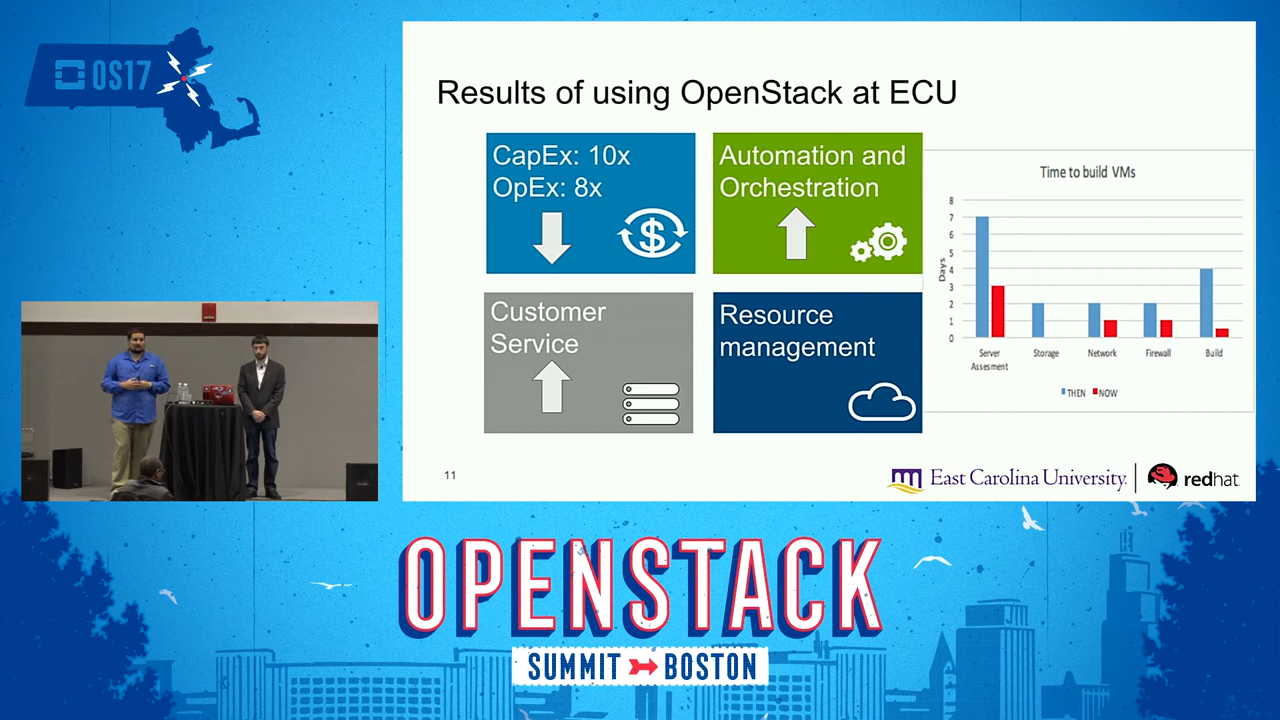 OS17
Results of using OpenStack at ECU
CapEx: 10x
OpEx: 8x
Automation and
Orchestration
Customer
Service
Resource
management
Time to build VMs
Days
8
7
6
5
4
3
2
1
0
Server
Assesment
Storage
Network
Firewall
Build
THEN
NOW
11
East Carolina University.
redhat.
OPENSTACK
SUMMIT BOSTON